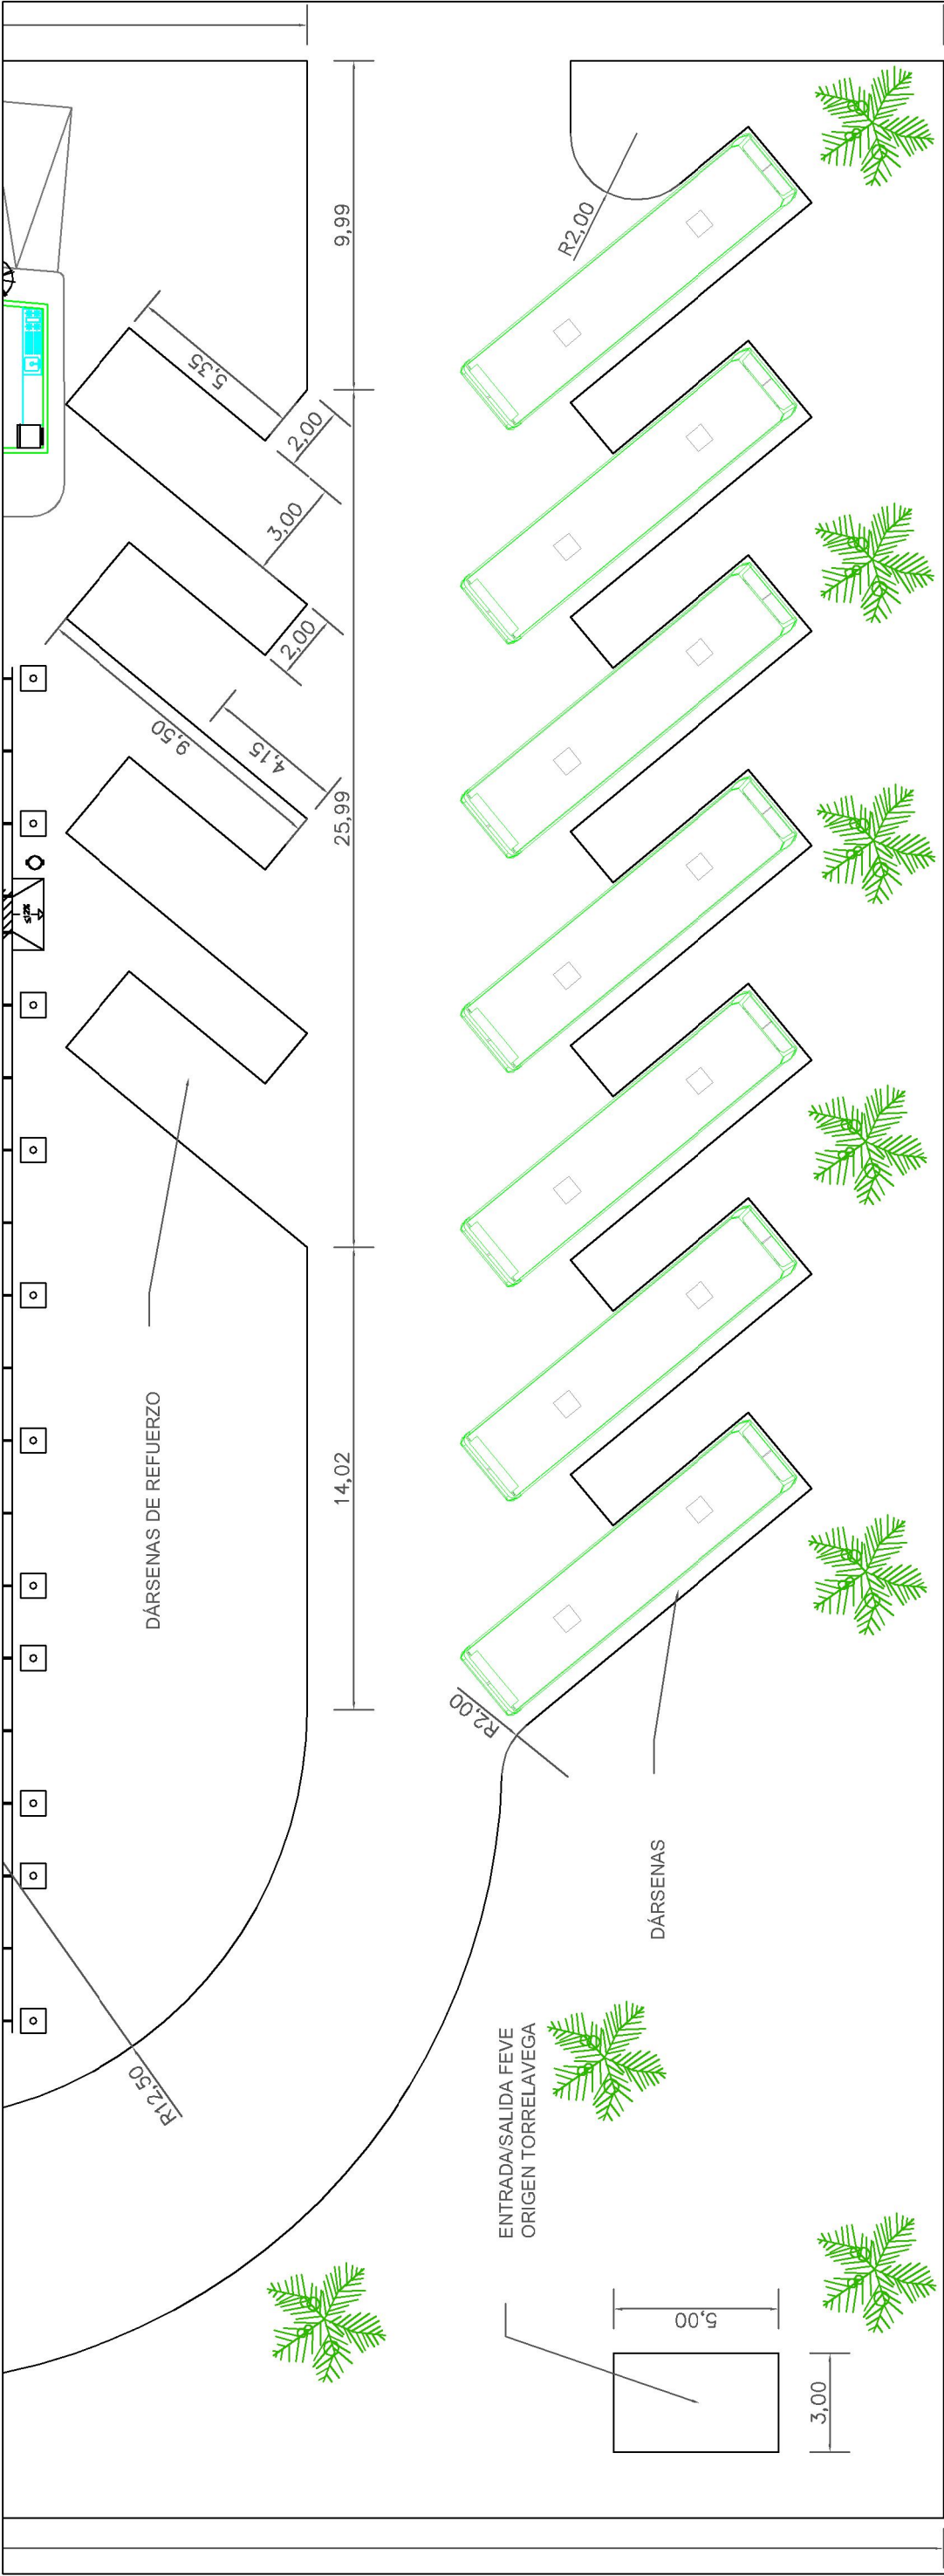 9,99
R2,00
5,35
2,00
3,00
2,00
9,50
4,15
25,99
DÁRSENAS DE REFUERZO
14,02
R2,00
DÁRSENAS
R12,50
ENTRADA/SALIDA FEVE
ORIGEN TORRELAVEGA
5,00
3,00